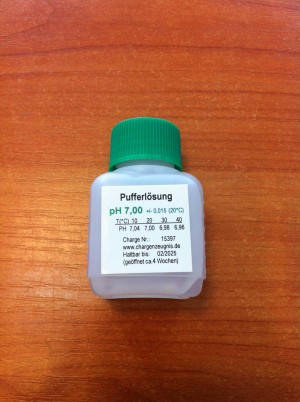 Pufferlösung
pH 7,00 +/- 0,015 (20°C)
T(°C) 10 20 30 40
PH 7,04 7,00 6,98 6,96
Charge Nr.: 15397
www.chargenzeugnis.de
Haltbar bis: 02/2025
(geöffnet ca.4 Wochen)